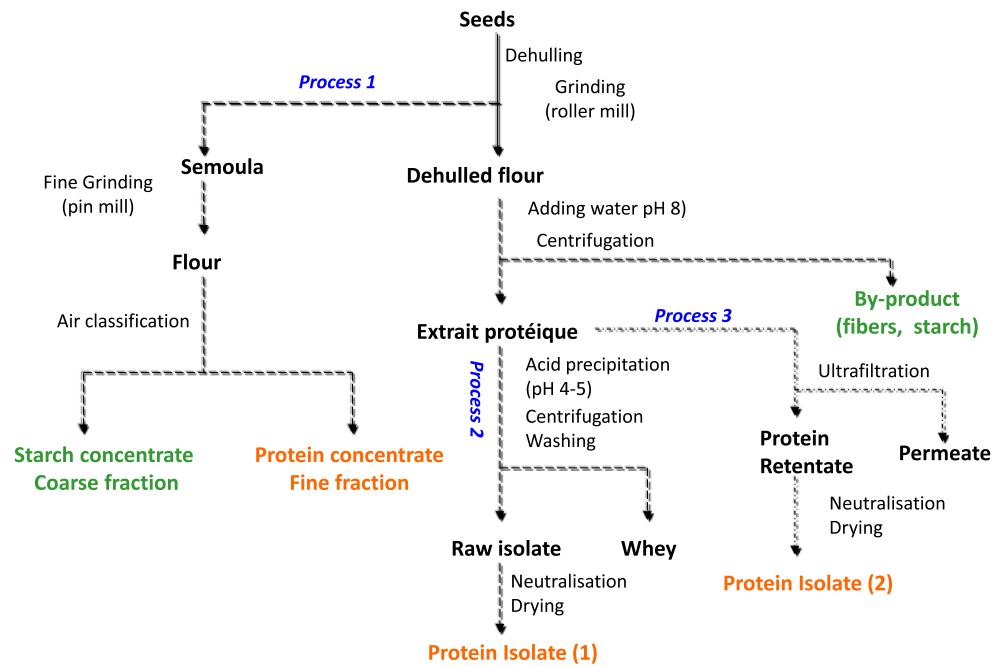 Seeds
Dehulling
Process 1
Grinding
(roller mill)
Semoula
Dehulled flour
Fine Grinding
(pin mill)
Adding water pH 8)
Centrifugation
Flour
By-product
(fibers, starch)
Air classification
Process 3
Extrait protéique
Process 2
Acid precipitation
(pH 4-5)
Centrifugation
Washing
Ultrafiltration
Starch concentrate
Coarse fraction
Protein concentrate
Fine fraction
Protein
Retentate
Permeate
Neutralisation
Drying
Raw isolate
Whey
Neutralisation
Drying
Protein Isolate (2)
Protein Isolate (1)